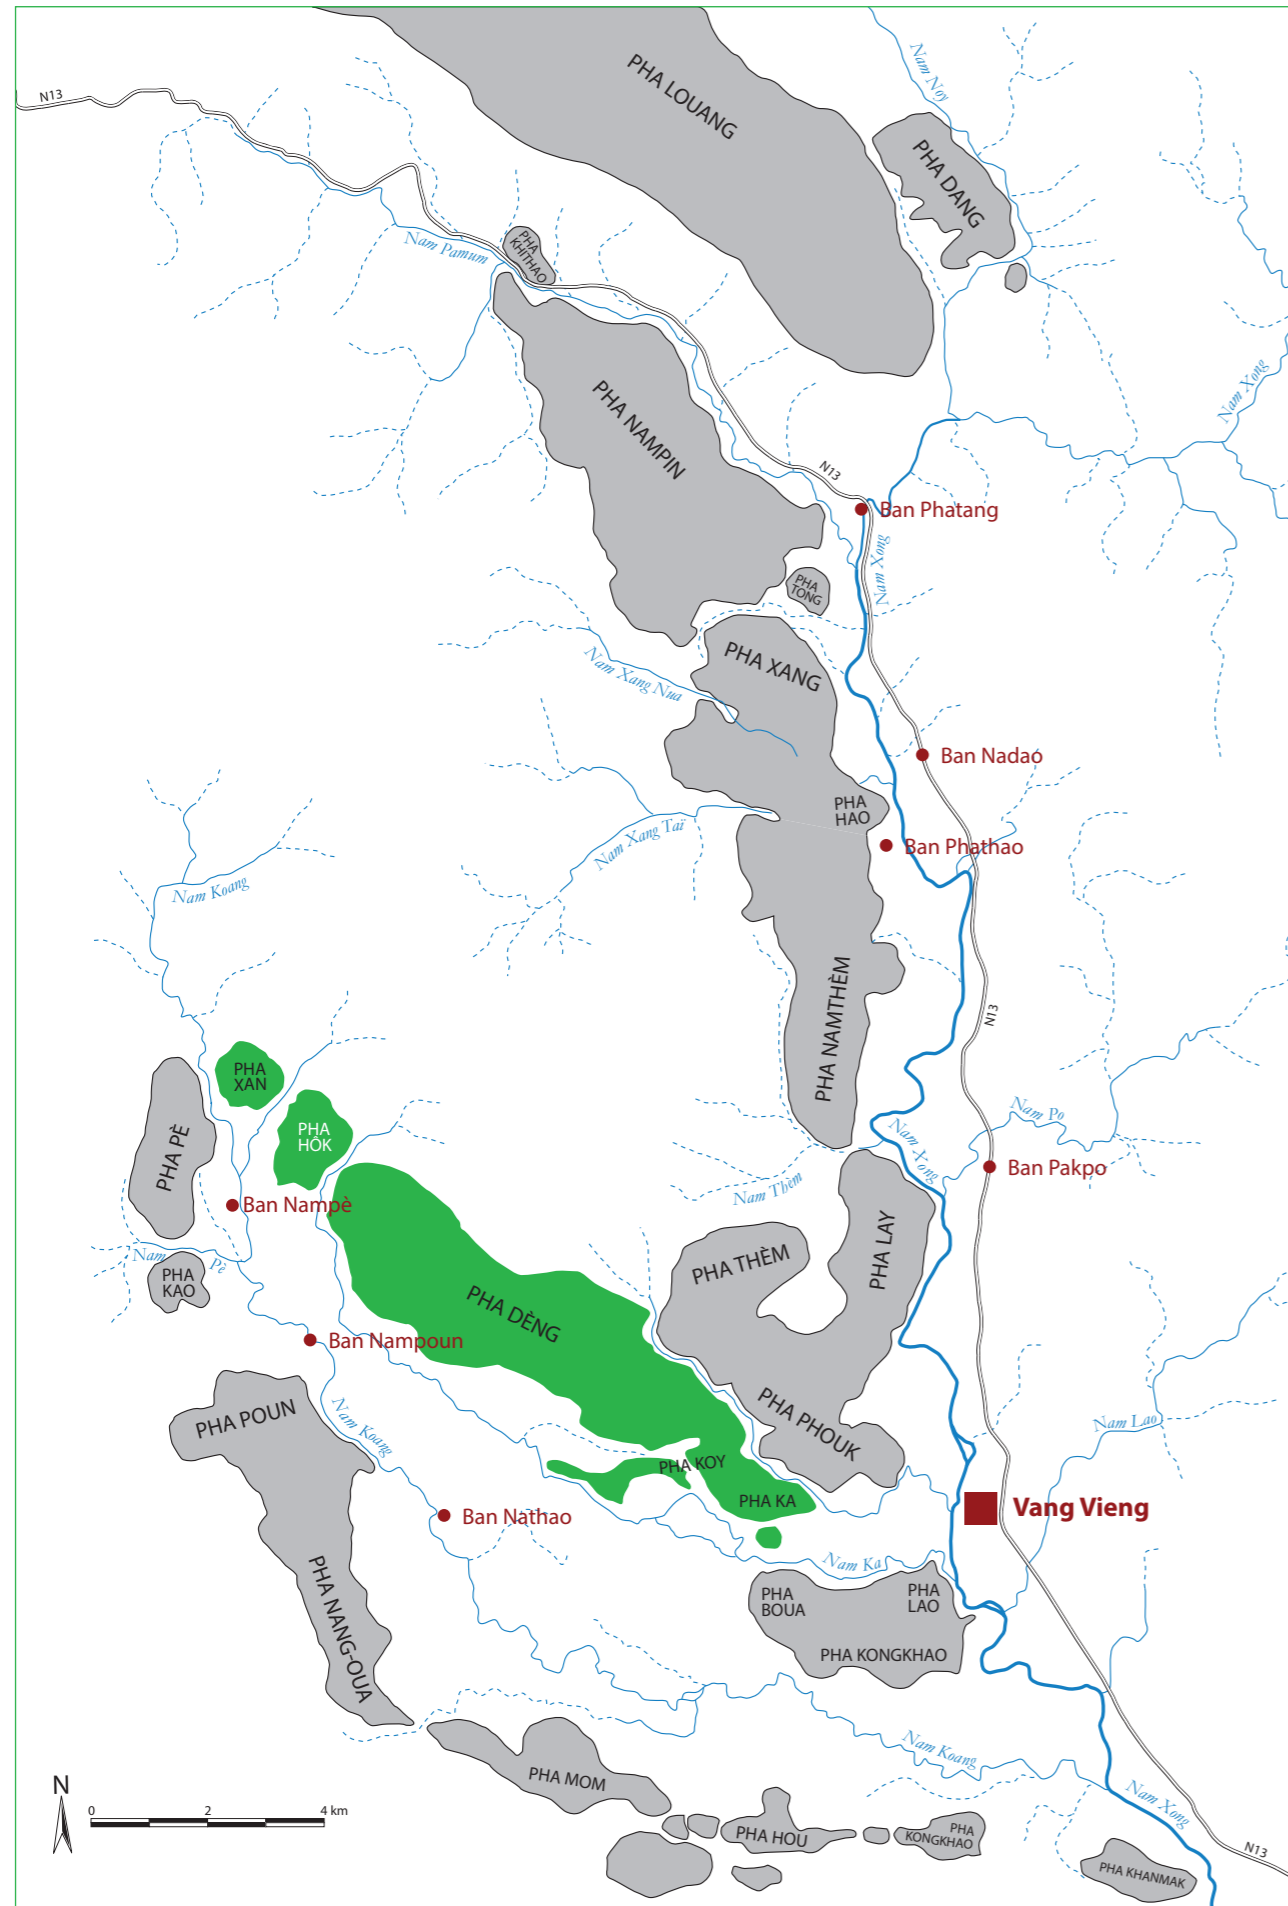 N13
PHA LOUANG
Nam Noy
PHA DANG
Nam Pamum
PHA
KHITHAO
Nam Xong
PHA NAMPIN
N13
Ban Phatang
Nam Xong
PHA
TONG
PHA XANG
Nam Xang Nua
Ban Nadao
PHA
HAO
Nam Xang Taï
Ban Phathao
Nam Koang
PHA NAMTHÈM
N13
PHA
XAN
PHA
HÔK
PHA PÈ
Nam Po
Nam Xong
Ban Pakpo
Nam Thèm
Ban Nampè
Nam Pè
PHA
KAO
PHA THÈM
PHA LAY
PHA DÈNG
Ban Nampoun
PHA POUN
Nam Koang
PHA PHOUK
Nam Lao
PHA KOY
PHA KA
Vang Vieng
Ban Nathao
Nam Ka
PHA NANG-OUA
PHA
BOUA
PHA
LAO
PHA KONGKHAO
Nam Koang
PHA MOM
Nam Xong
N
0 2 4 km
PHA HOU
PHA
KONGKHAO
N13
PHA KHANMAK